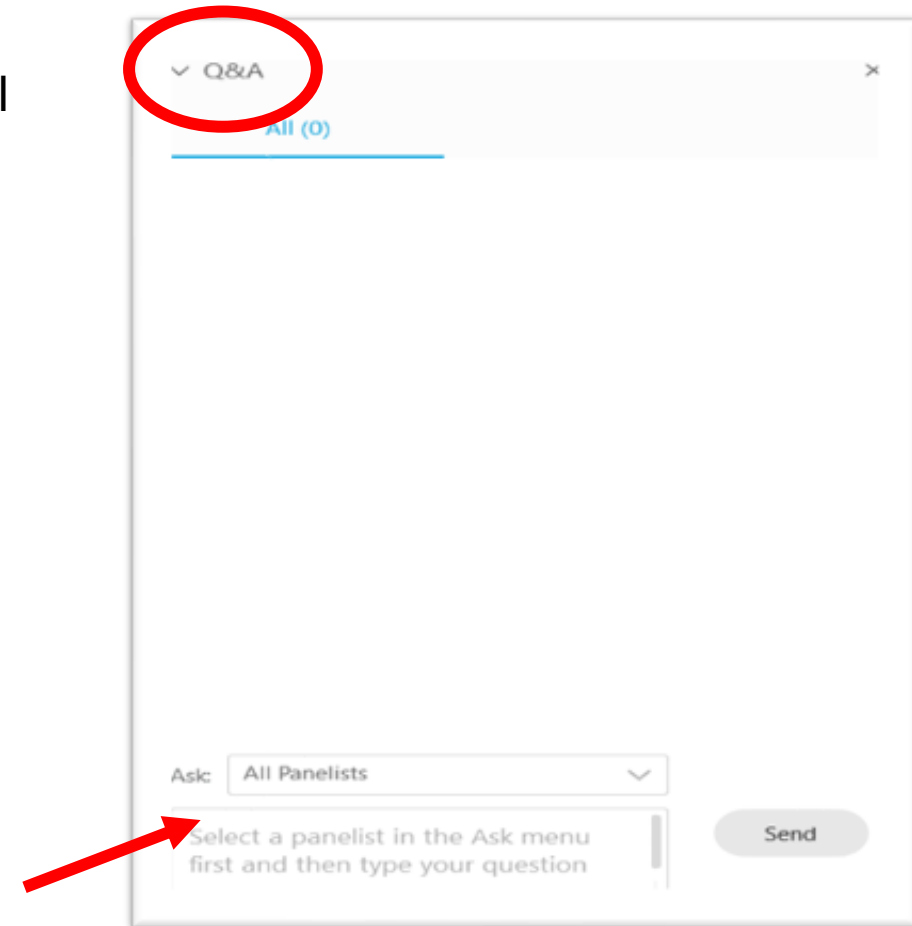 Q&A
All (0)
Ask: All Panelists
Select a panelist in the Ask menu
first and then type your question
Send